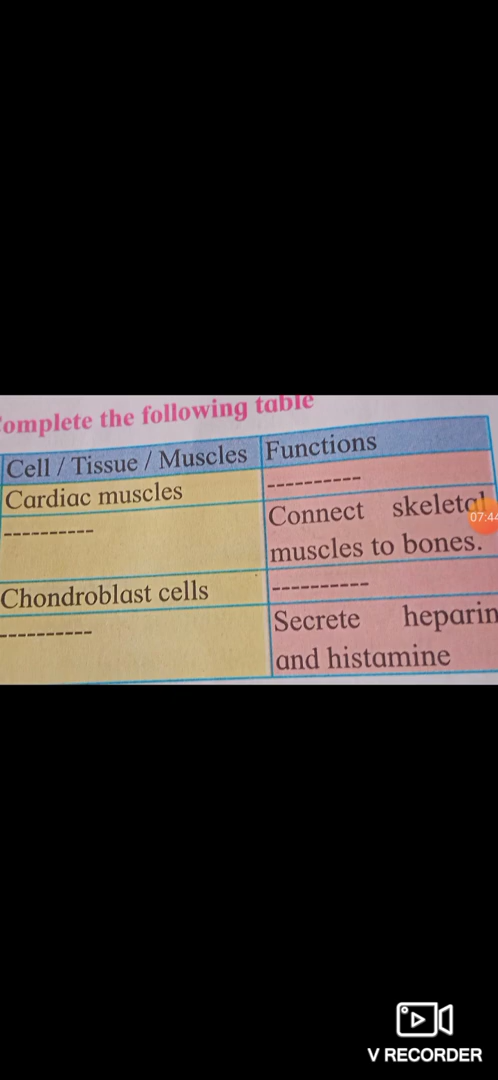 omplete the following table
Cell / Tissue / Muscles Functions
Cardiac muscles ----------
---------- Connect skeletal
muscles to bones.
Chondroblast cells ----------
---------- Secrete heparin
and histamine
07:44
V RECORDER